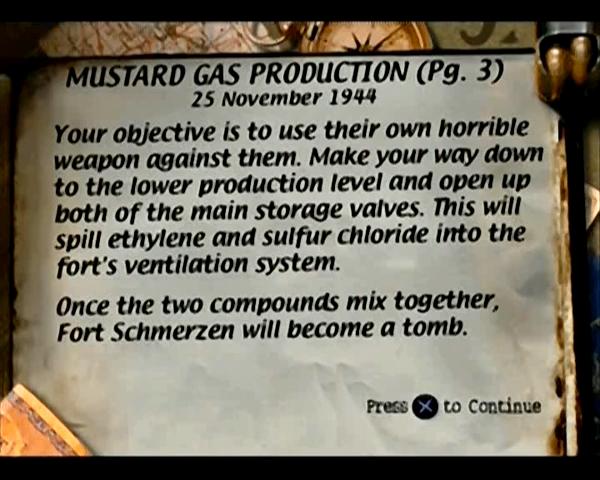 MUSTARD GAS PRODUCTION (Pg. 3)
25 November 1944
Your objective is to use their own horrible
weapon against them. Make your way down
to the lower production level and open up
both of the main storage valves. This will
spill ethylene and sulfur chloride into the
fort's ventilation system.
Once the two compounds mix together,
Fort Schmerzen will become a tomb.
Press X to Continue